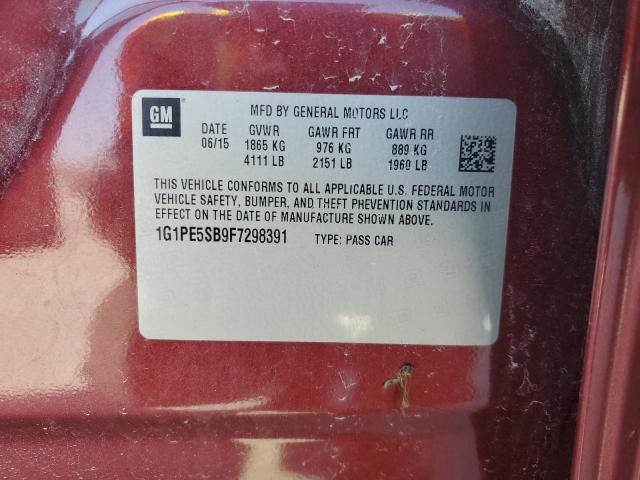 GM
MFD BY GENERAL MOTORS LLC
DATE GVWR GAWR FRT GAWR RR
06/15 1865 KG 976 KG 889 KG
4111 LB 2151 LB 1960 LB
THIS VEHICLE CONFORMS TO ALL APPLICABLE U.S. FEDERAL MOTOR
VEHICLE SAFETY, BUMPER, AND THEFT PREVENTION STANDARDS IN
EFFECT ON THE DATE OF MANUFACTURE SHOWN ABOVE.
1G1PE5SB9F7298391 TYPE: PASS CAR